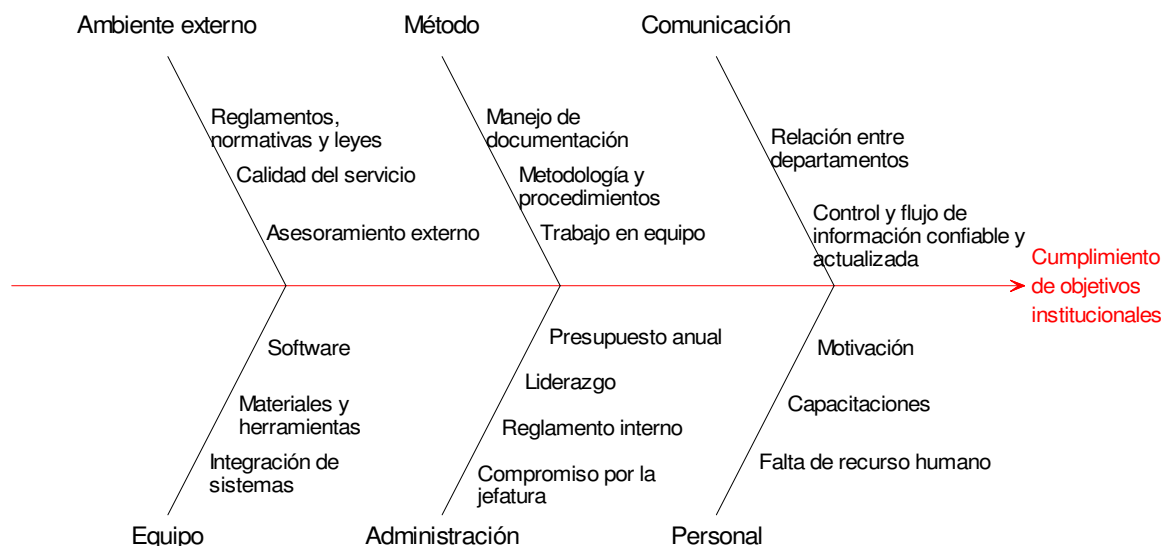 Ambiente externo
Método
Comunicación
Reglamentos,
normativas y leyes
Calidad del servicio
Asesoramiento externo
Manejo de
documentación
Metodología y
procedimientos
Trabajo en equipo
Relación entre
departamentos
Control y flujo de
información confiable y
actualizada
Cumplimiento
de objetivos
institucionales
Software
Materiales y
herramientas
Integración de
sistemas
Presupuesto anual
Liderazgo
Reglamento interno
Compromiso por la
jefatura
Motivación
Capacitaciones
Falta de recurso humano
Equipo
Administración
Personal